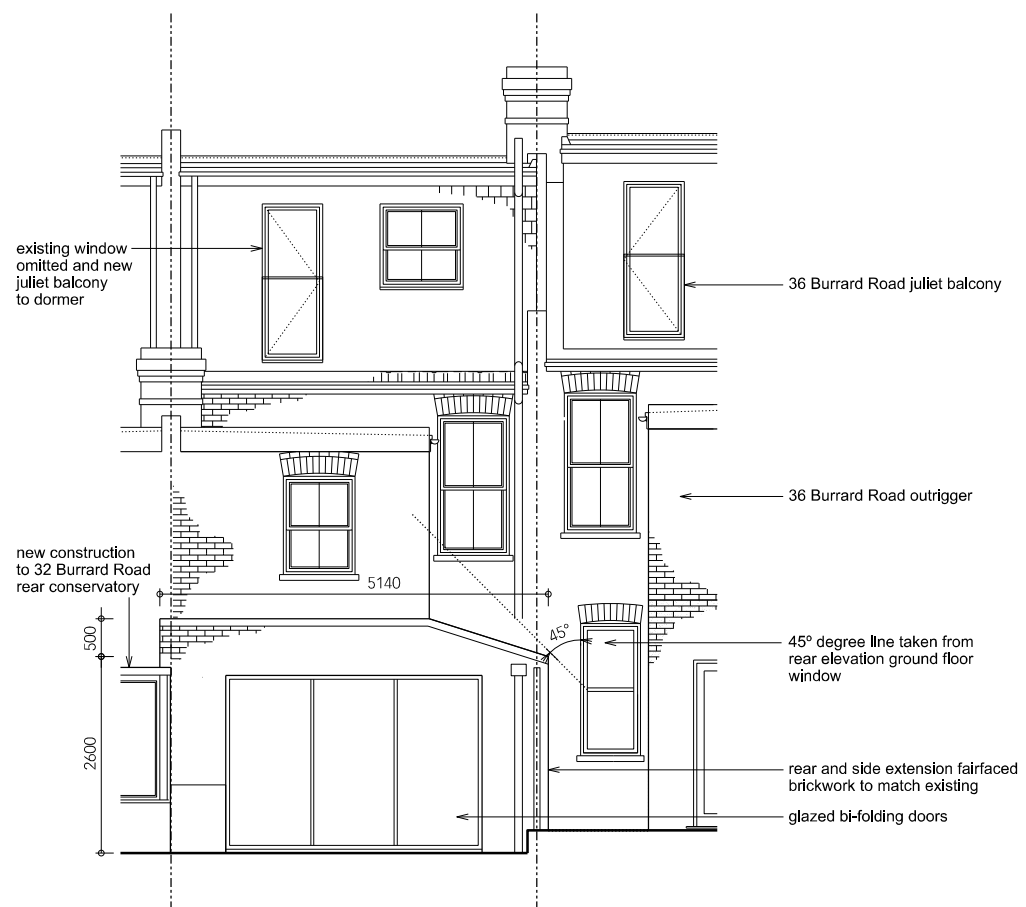 existing window
omitted and new
juliet balcony
to dormer
36 Burrard Road juliet balcony
36 Burrard Road outrigger
new construction
to 32 Burrard Road
rear conservatory
5140
500
45°
45º degree line taken from
rear elevation ground floor
window
2600
rear and side extension fairfaced
brickwork to match existing
glazed bi-folding doors